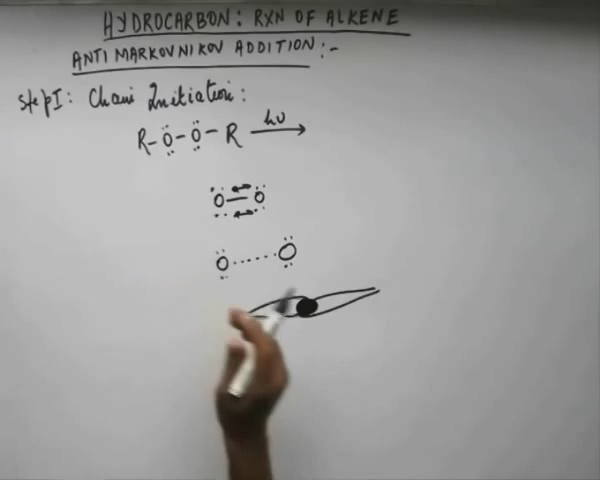 HYDROCARBON: RXN OF ALKENE
ANTI MARKOVNIKOV ADDITION:-
Step I: Chain Initiation:
R-Ö-Ö-R hν
O-O
O......O